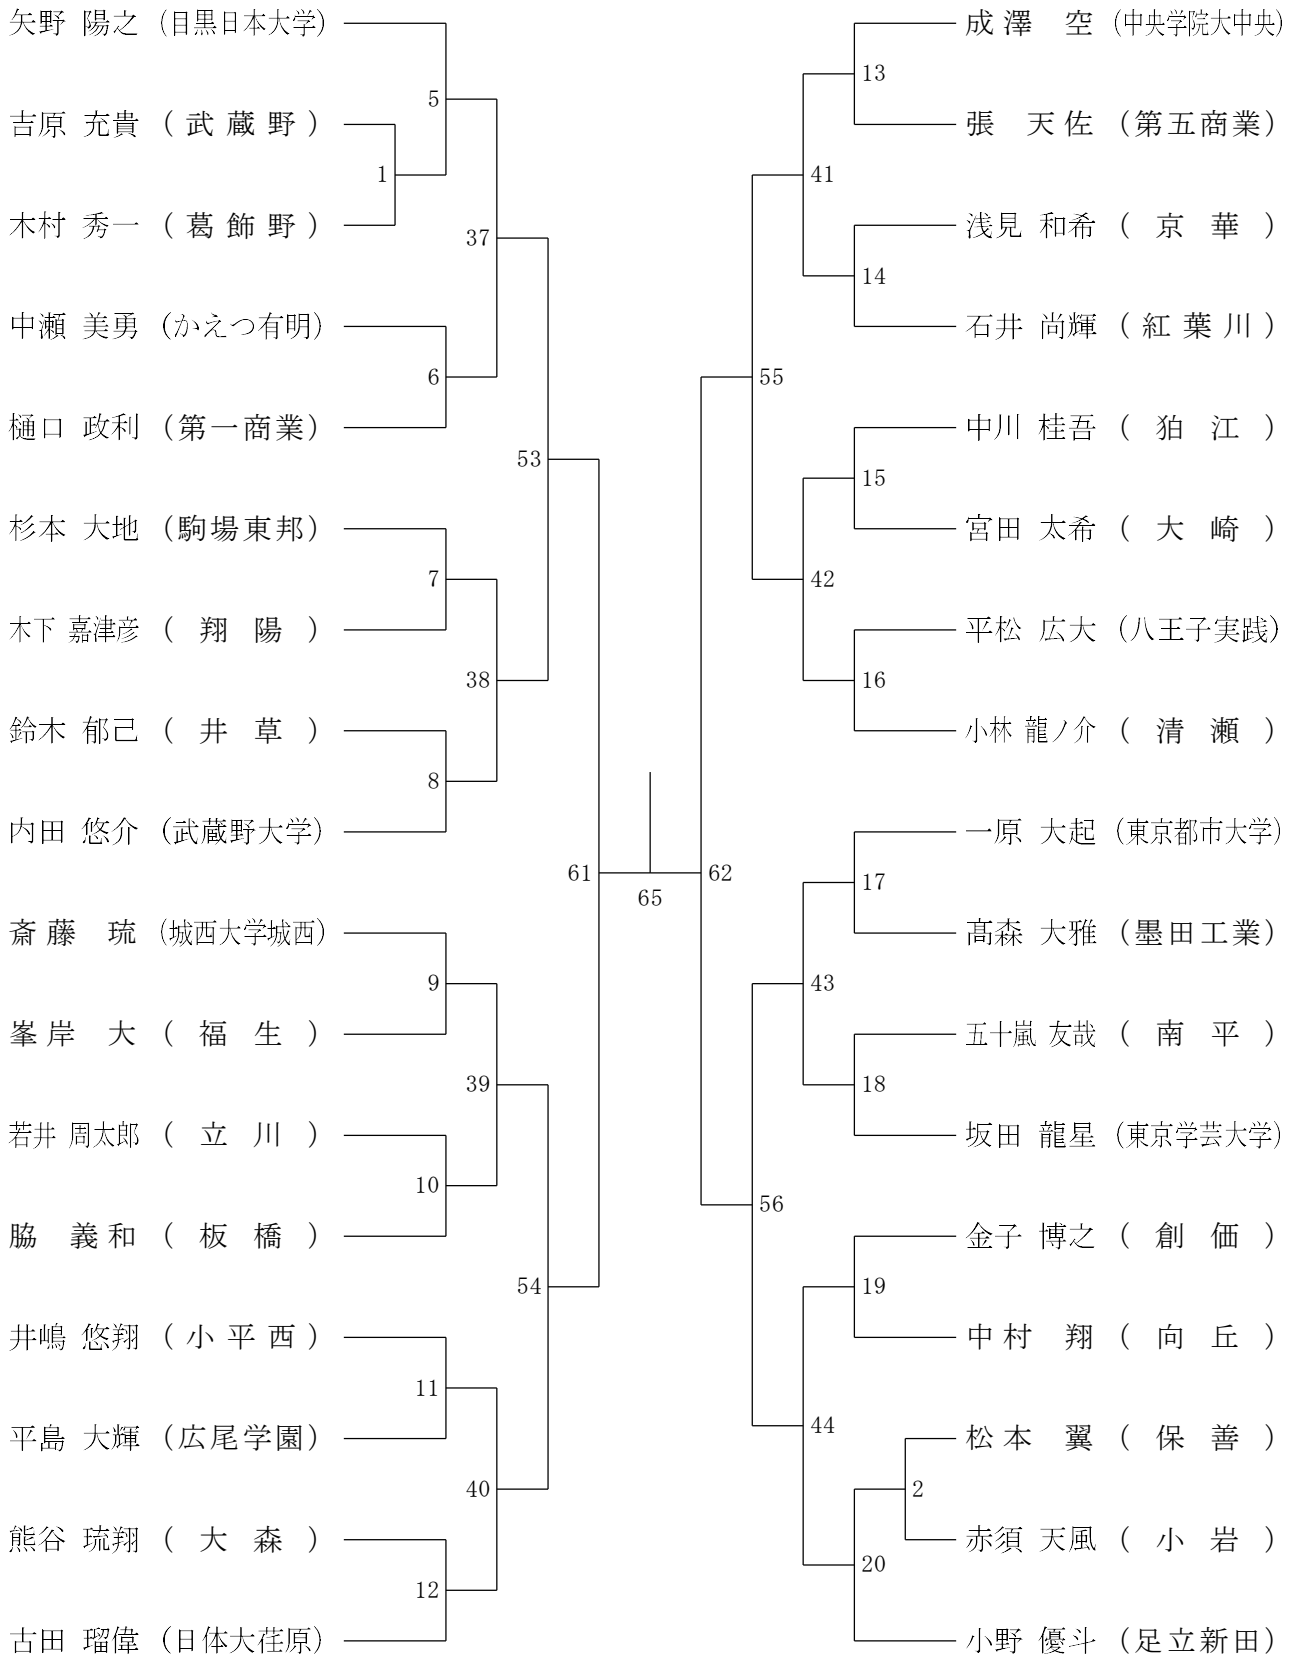 矢野 陽之 (目黒日本大学)
吉原 充貴 (武蔵野)
木村 秀一 (葛飾野)
中瀬 美勇 (かえつ有明)
樋口 政利 (第一商業)
杉本 大地 (駒場東邦)
木下 嘉津彦 (翔陽)
鈴木 郁己 (井草)
内田 悠介 (武蔵野大学)
斎藤 琉 (城西大学城西)
峯岸 大 (福生)
若井 周太郎 (立川)
脇 義和 (板橋)
井嶋 悠翔 (小平西)
平島 大輝 (広尾学園)
熊谷 琉翔 (大森)
古田 瑠偉 (日体大荏原)
5
1
37
6
53
7
38
8
61
9
39
10
54
11
40
12
65
62
13
41
14
55
15
42
16
17
43
18
56
19
44
2
20
成澤 空 (中央学院大中央)
張 天佐 (第五商業)
浅見 和希 (京華)
石井 尚輝 (紅葉川)
中川 桂吾 (狛江)
宮田 太希 (大崎)
平松 広大 (八王子実践)
小林 龍ノ介 (清瀬)
一原 大起 (東京都市大学)
髙森 大雅 (墨田工業)
五十嵐 友哉 (南平)
坂田 龍星 (東京学芸大学)
金子 博之 (創価)
中村 翔 (向丘)
松本 翼 (保善)
赤須 天風 (小岩)
小野 優斗 (足立新田)